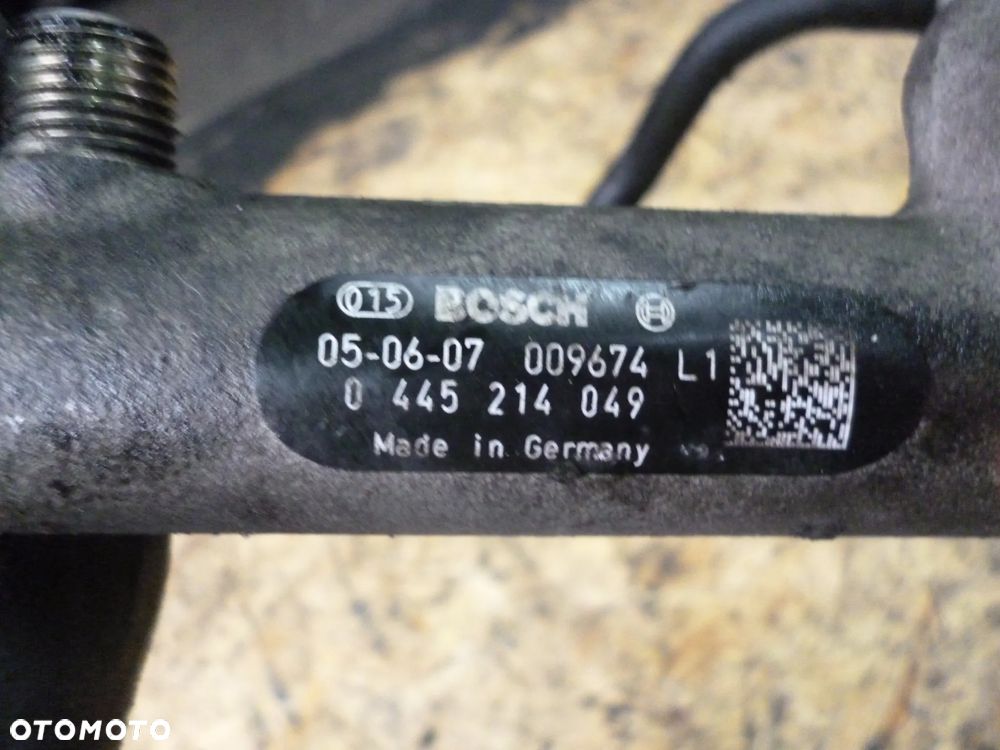 015 BOSCH
05-06-07 009674 L1
0 445 214 049
Made in Germany
OTOMOTO